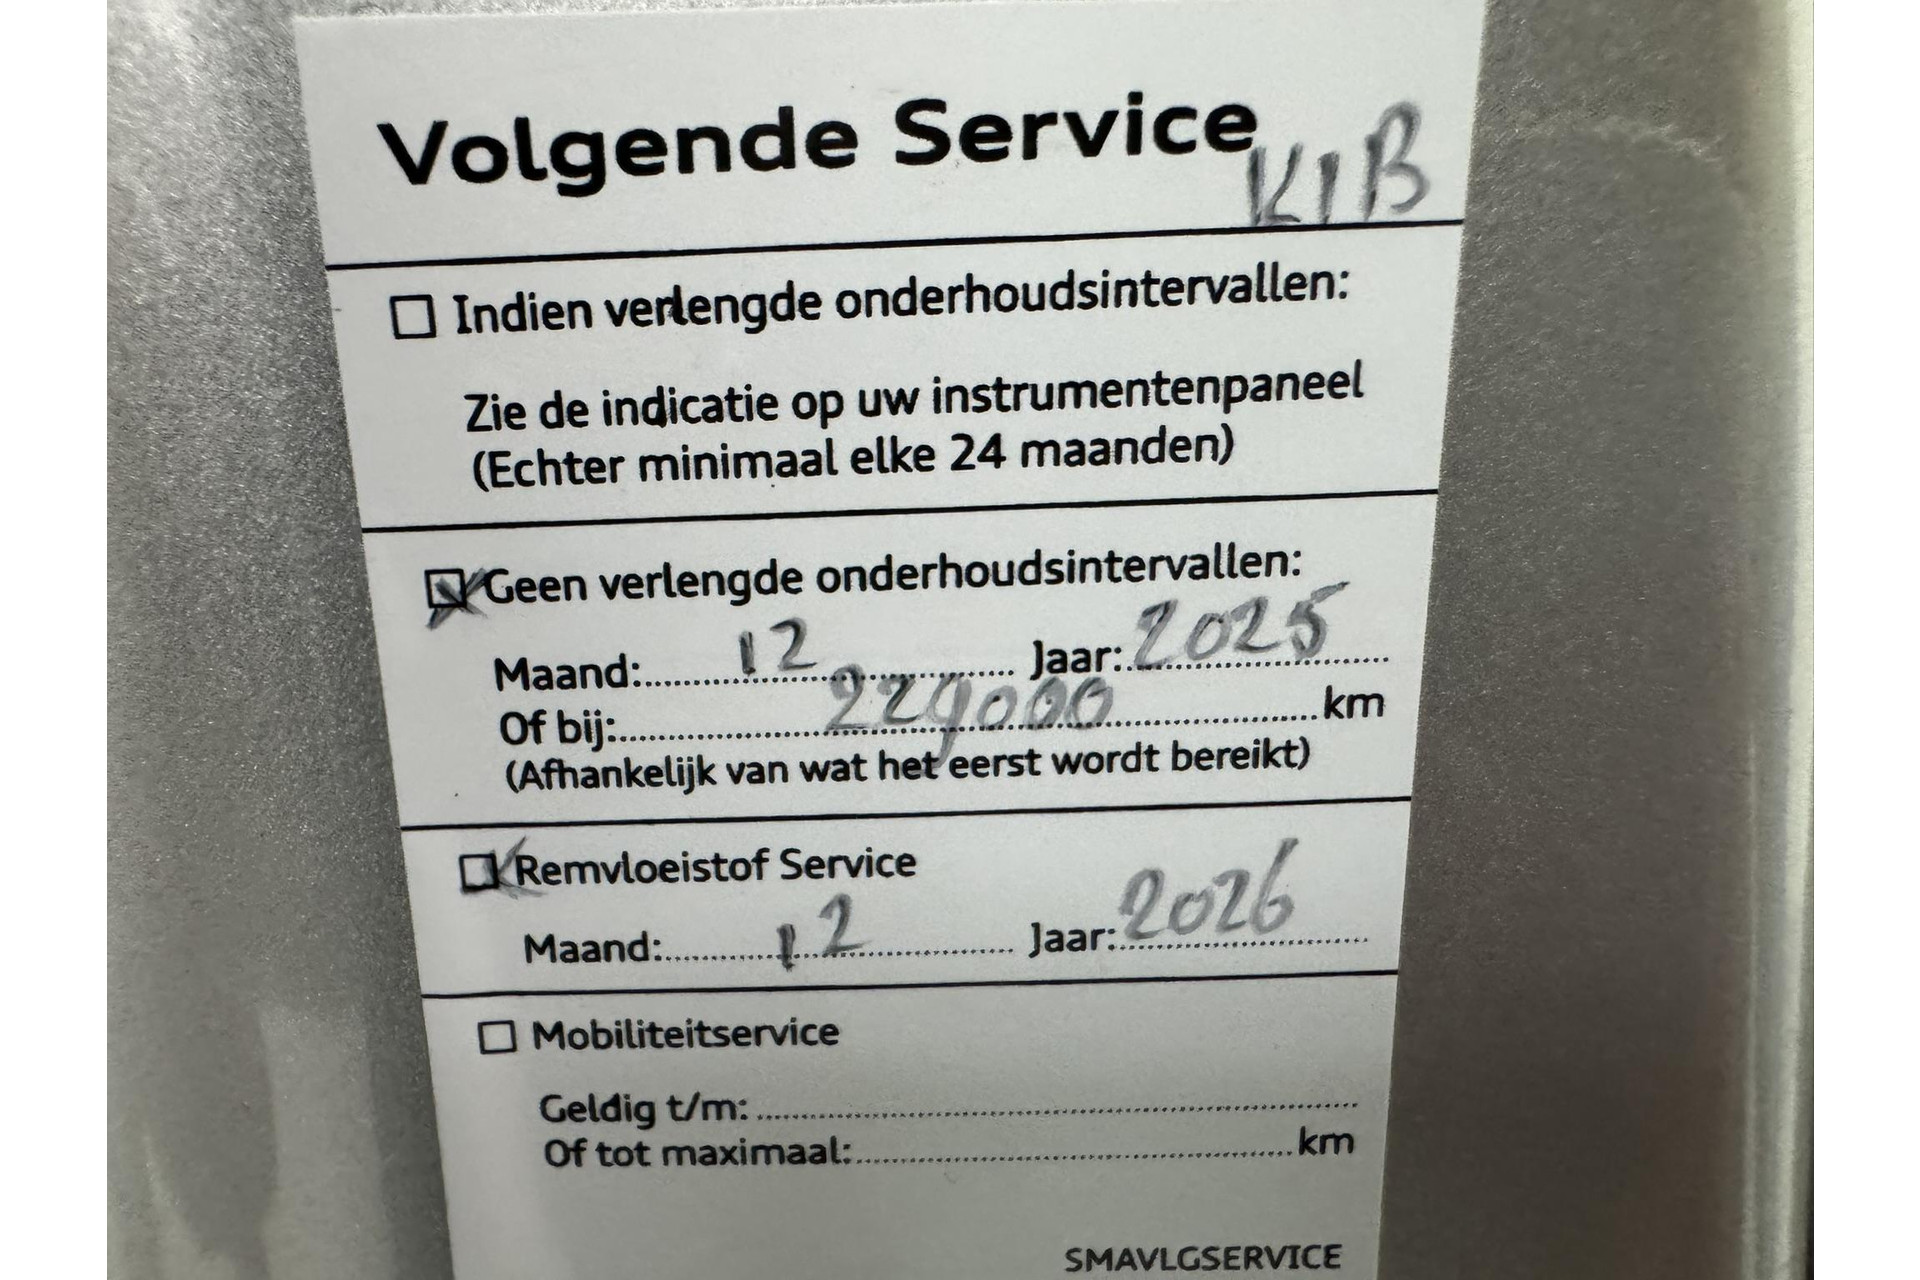 Volgende Service
KIB
Indien verlengde onderhoudsintervallen:
Zie de indicatie op uw instrumentenpaneel
(Echter minimaal elke 24 maanden)
Geen verlengde onderhoudsintervallen:
Maand: 12 Jaar: 2025
Of bij: 229000 km
(Afhankelijk van wat het eerst wordt bereikt)
Remvloeistof Service
Maand: 12 Jaar: 2026
Mobiliteitservice
Geldig t/m:
Of tot maximaal: km
SMAVLGSERVICE